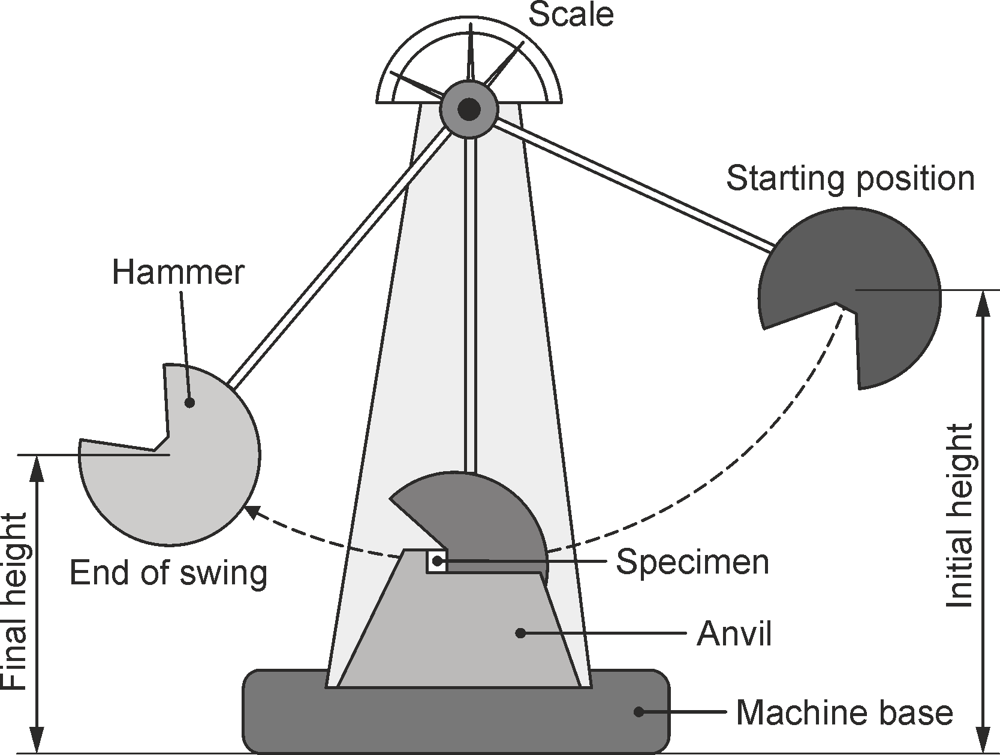 Scale
Starting position
Hammer
End of swing
Final height
Specimen
Initial height
Anvil
Machine base